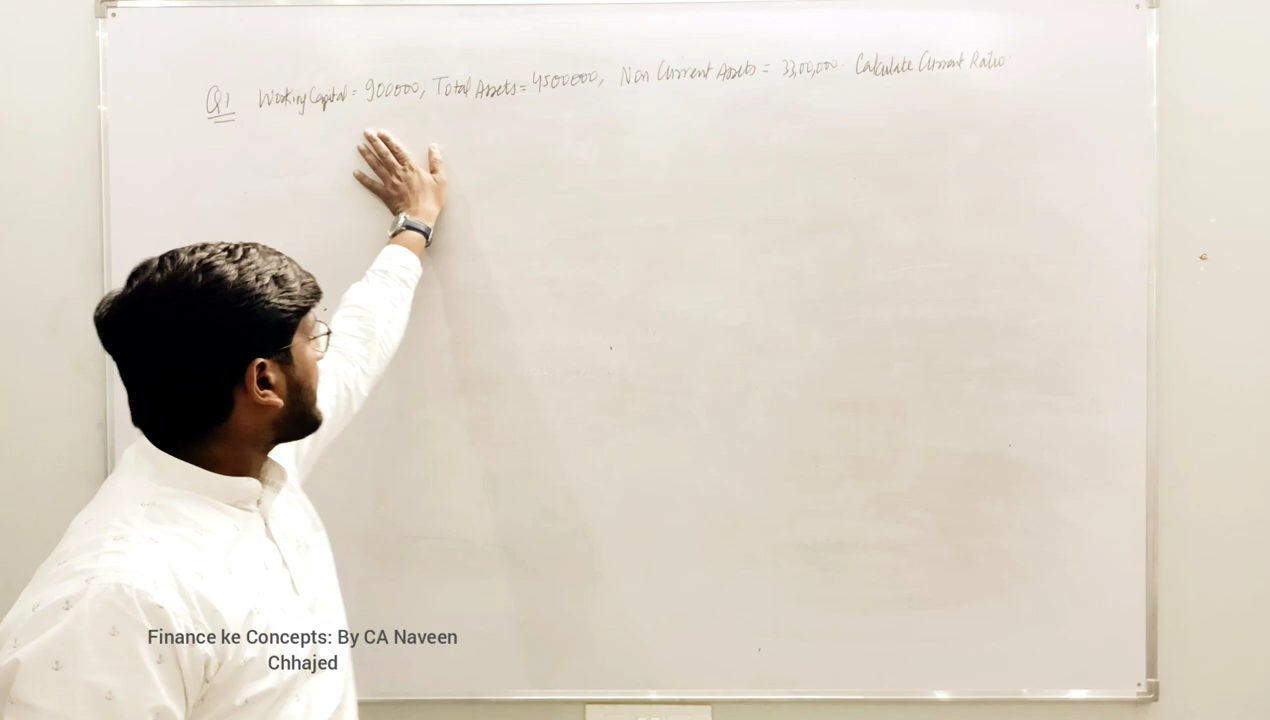 Q1 Working Capital = 900000, Total Assets = 4500000, Non Current Assets = 33,00,000. Calculate Current Ratio
Finance ke Concepts: By CA Naveen
Chhajed